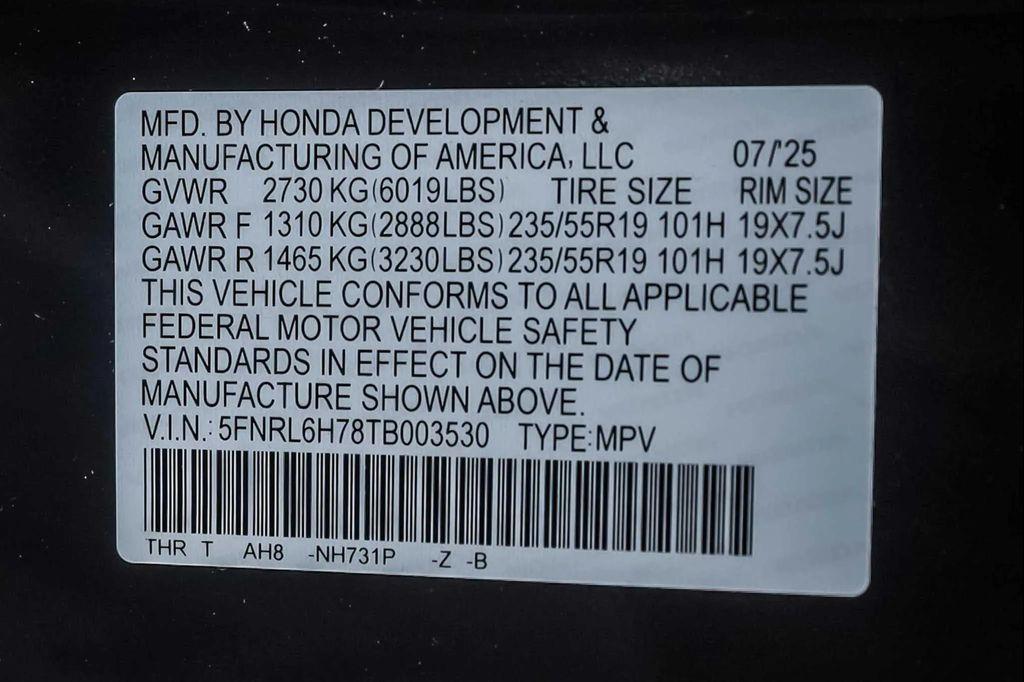 MFD. BY HONDA DEVELOPMENT &
MANUFACTURING OF AMERICA, LLC 07/'25
GVWR 2730 KG(6019LBS) TIRE SIZE RIM SIZE
GAWR F 1310 KG(2888LBS) 235/55R19 101H 19X7.5J
GAWR R 1465 KG(3230LBS) 235/55R19 101H 19X7.5J
THIS VEHICLE CONFORMS TO ALL APPLICABLE
FEDERAL MOTOR VEHICLE SAFETY
STANDARDS IN EFFECT ON THE DATE OF
MANUFACTURE SHOWN ABOVE.
V.I.N.: 5FNRL6H78TB003530 TYPE:MPV
THR T AH8 -NH731P -Z -B